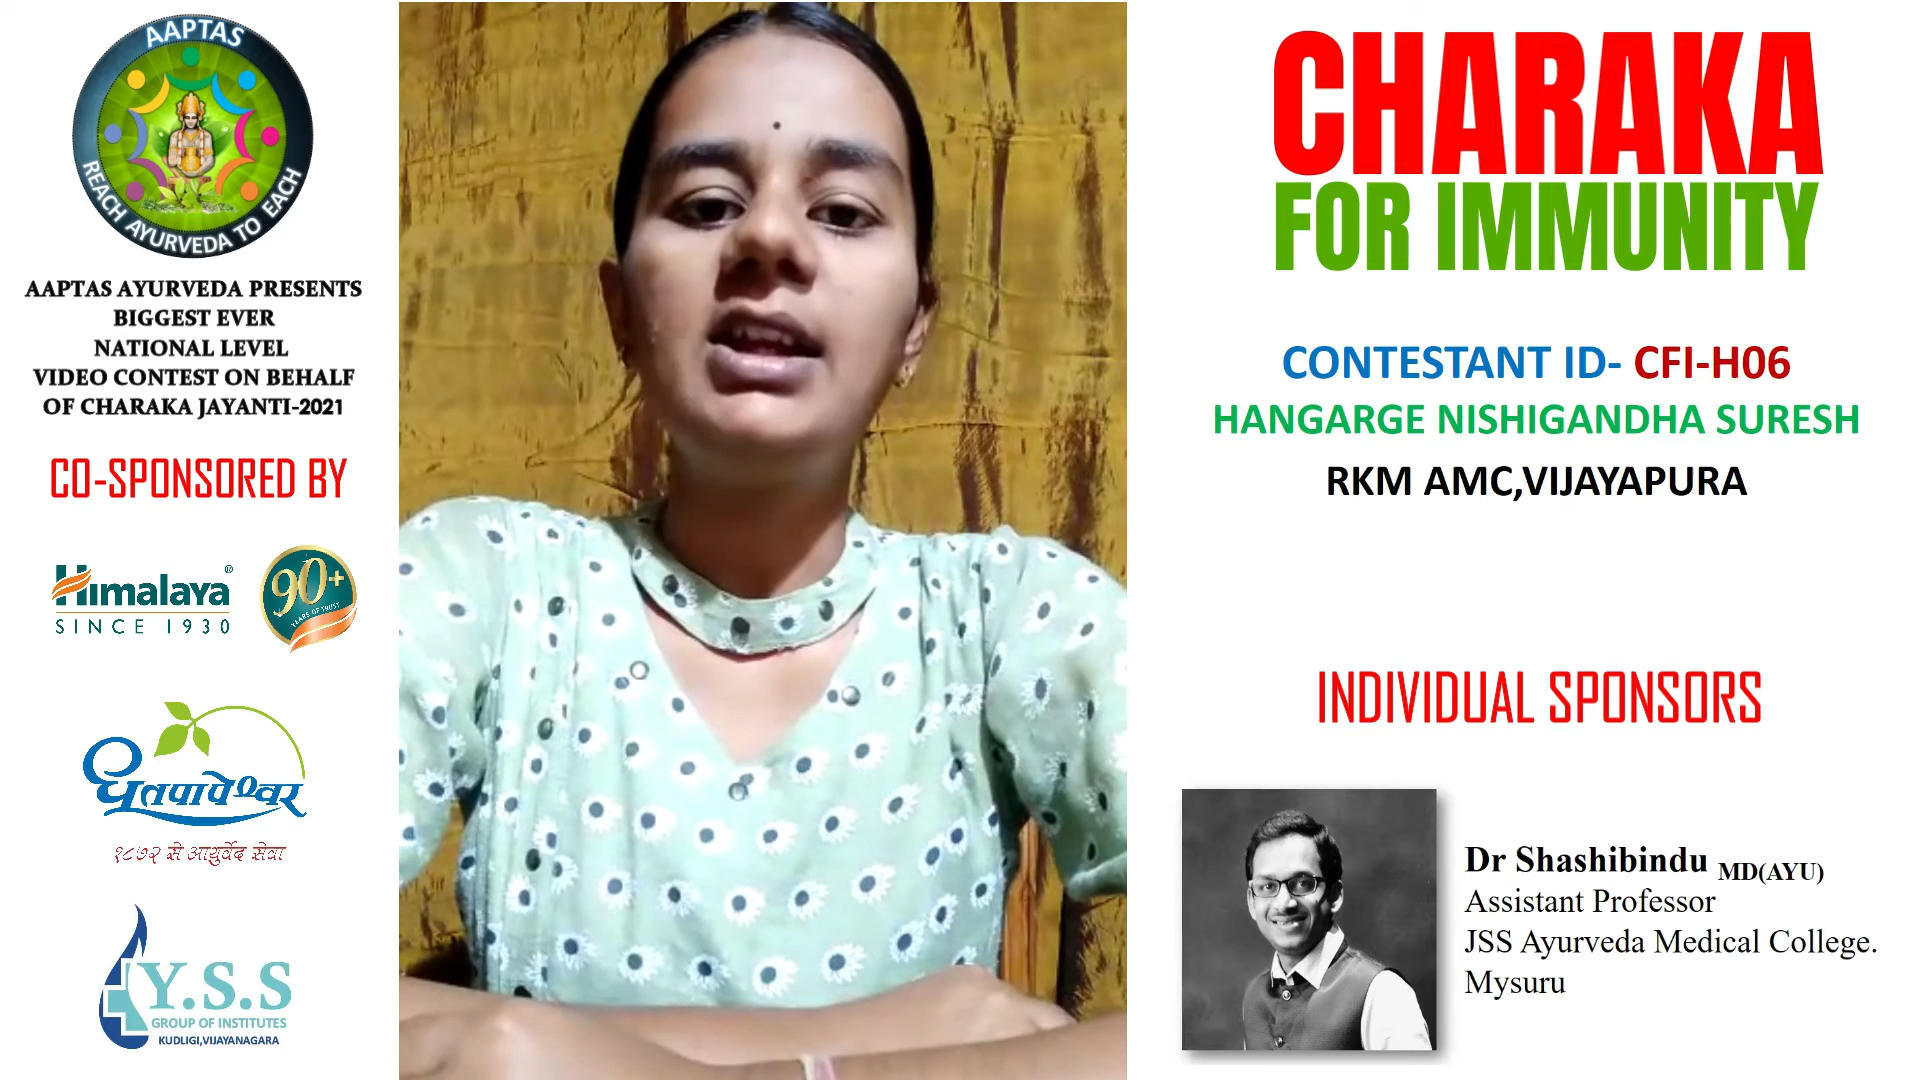 AAPTAS
REACH AYURVEDA TO EACH
AAPTAS AYURVEDA PRESENTS
BIGGEST EVER
NATIONAL LEVEL
VIDEO CONTEST ON BEHALF
OF CHARAKA JAYANTI-2021
CO-SPONSORED BY
Himalaya®
SINCE 1930
90+
YEARS OF TRUST
धूतपापेश्वर
१८७२ से आयुर्वेद सेवा
Y.S.S
GROUP OF INSTITUTES
KUDLIGI,VIJAYANAGARA
CHARAKA
FOR IMMUNITY
CONTESTANT ID- CFI-H06
HANGARGE NISHIGANDHA SURESH
RKM AMC,VIJAYAPURA
INDIVIDUAL SPONSORS
Dr Shashibindu MD(AYU)
Assistant Professor
JSS Ayurveda Medical College.
Mysuru